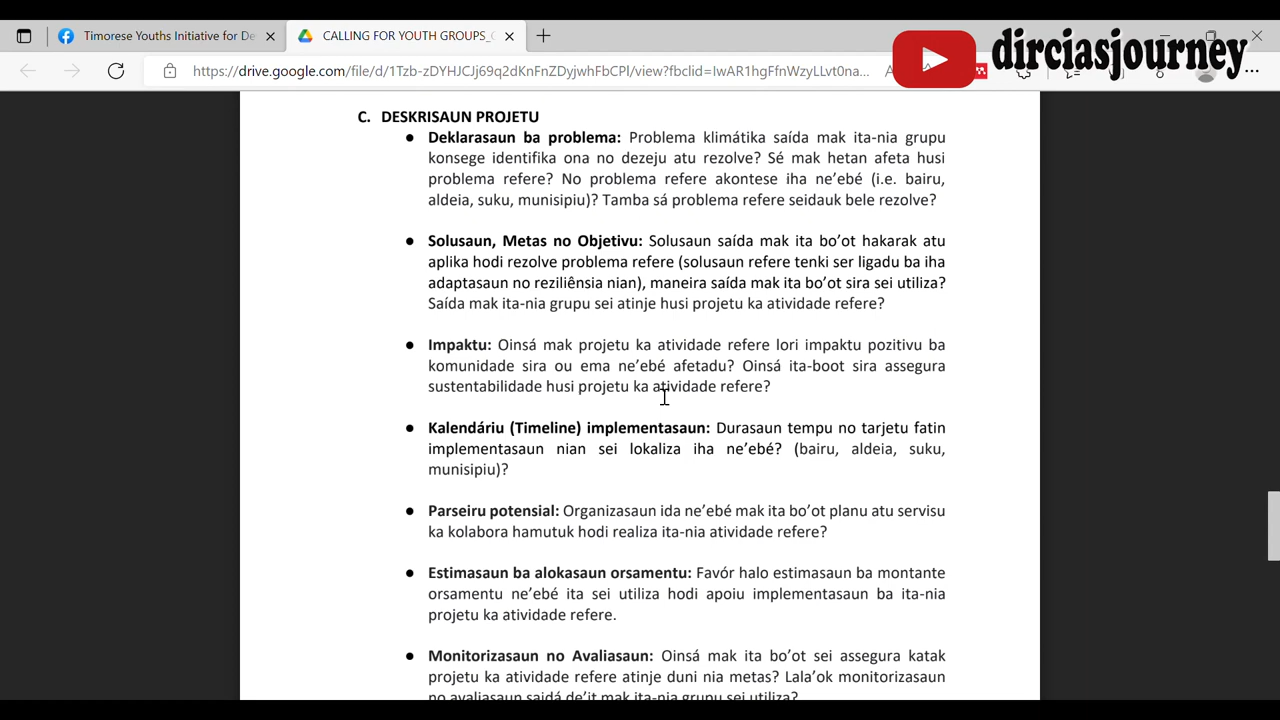 Timorese Youths Initiative for De
CALLING FOR YOUTH GROUPS_
dirciasjourney
https://drive.google.com/file/d/1Tzb-zDYHJCJj69q2dKnFnZDyjwhFbCPl/view?fbclid=IwAR1hgFfnWzyLLvt0na...
C. DESKRISAUN PROJETU
● Deklarasaun ba problema: Problema klimátika saída mak ita-nia grupu
konsege identifika ona no dezeju atu rezolve? Sé mak hetan afeta husi
problema refere? No problema refere akontese iha ne’ebé (i.e. bairu,
aldeia, suku, munisipiu)? Tamba sá problema refere seidauk bele rezolve?
● Solusaun, Metas no Objetivu: Solusaun saída mak ita bo’ot hakarak atu
aplika hodi rezolve problema refere (solusaun refere tenki ser ligadu ba iha
adaptasaun no reziliênsia nian), maneira saída mak ita bo’ot sira sei utiliza?
Saída mak ita-nia grupu sei atinje husi projetu ka atividade refere?
● Impaktu: Oinsá mak projetu ka atividade refere lori impaktu pozitivu ba
komunidade sira ou ema ne’ebé afetadu? Oinsá ita-boot sira assegura
sustentabilidade husi projetu ka atividade refere?
● Kalendáriu (Timeline) implementasaun: Durasaun tempu no tarjetu fatin
implementasaun nian sei lokaliza iha ne’ebé? (bairu, aldeia, suku,
munisipiu)?
● Parseiru potensial: Organizasaun ida ne’ebé mak ita bo’ot planu atu servisu
ka kolabora hamutuk hodi realiza ita-nia atividade refere?
● Estimasaun ba alokasaun orsamentu: Favór halo estimasaun ba montante
orsamentu ne’ebé ita sei utiliza hodi apoiu implementasaun ba ita-nia
projetu ka atividade refere.
● Monitorizasaun no Avaliasaun: Oinsá mak ita bo’ot sei assegura katak
projetu ka atividade refere atinje duni nia metas? Lala’ok monitorizasaun
no avaliasaun saidá de’it mak ita-nia grupu sei utiliza?